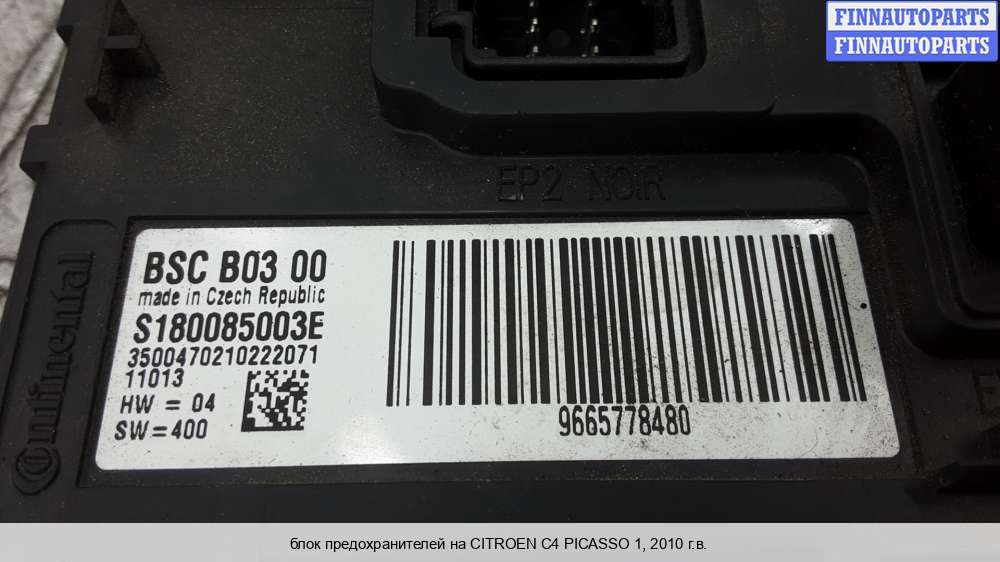 FINNAUTOPARTS
FINNAUTOPARTS
EP2 NOIR
Continental
BSC B03 00
made in Czech Republic
S180085003E
3500470210222071
11013
HW = 04
SW=400
9665778480
блок предохранителей на CITROEN C4 PICASSO 1, 2010 г.в.